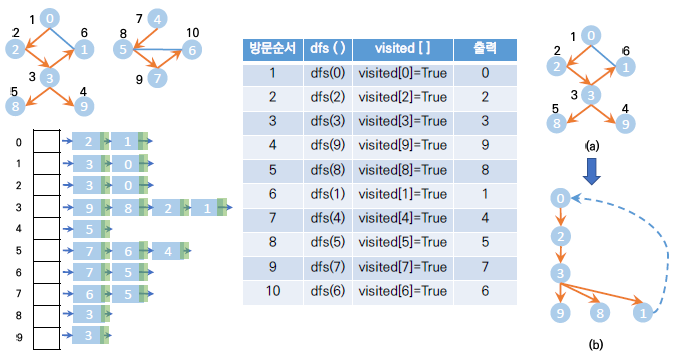 1 0 7 4
2 6 8 10
2 1 5 6
3 3 9 7
5 4
8 9
0 2 1
1 3 0
2 3 0
3 9 8 2 1
4 5
5 7 6 4
6 7 5
7 6 5
8 3
9 3
방문순서 dfs ( ) visited [ ] 출력
1 dfs(0) visited[0]=True 0
2 dfs(2) visited[2]=True 2
3 dfs(3) visited[3]=True 3
4 dfs(9) visited[9]=True 9
5 dfs(8) visited[8]=True 8
6 dfs(1) visited[1]=True 1
7 dfs(4) visited[4]=True 4
8 dfs(5) visited[5]=True 5
9 dfs(7) visited[7]=True 7
10 dfs(6) visited[6]=True 6
1 0
2 6
2 1
3 3
5 4
8 9
(a)
0
2
3
9 8 1
(b)